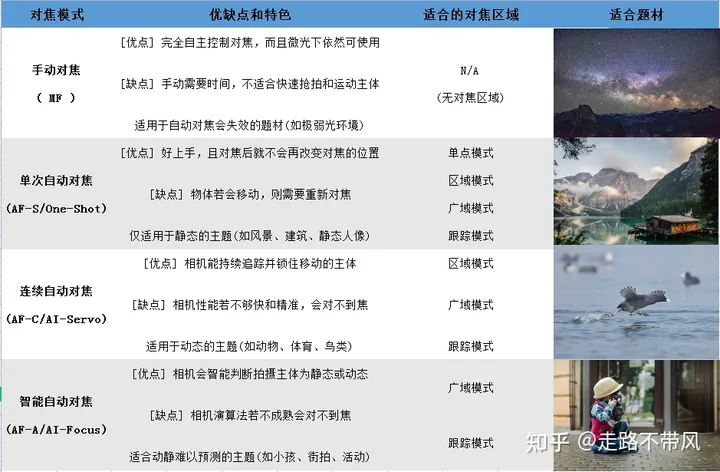 对焦模式 优缺点和特色 适合的对焦区域 适合题材
手动对焦
( MF )
[优点] 完全自主控制对焦，而且微光下依然可使用
[缺点] 手动需要时间，不适合快速抢拍和运动主体
适用于自动对焦会失效的题材(如极弱光环境)
N/A
(无对焦区域)
单次自动对焦
(AF-S/One-Shot)
[优点] 好上手，且对焦后就不会再改变对焦的位置
[缺点] 物体若会移动，则需要重新对焦
仅适用于静态的主题(如风景、建筑、静态人像)
单点模式
区域模式
广域模式
跟踪模式
连续自动对焦
(AF-C/AI-Servo)
[优点] 相机能持续追踪并锁住移动的主体
[缺点] 相机性能若不够快和精准，会对不到焦
适用于动态的主题(如动物、体育、鸟类)
区域模式
广域模式
跟踪模式
智能自动对焦
(AF-A/AI-Focus)
[优点] 相机会智能判断拍摄主体为静态或动态
[缺点] 相机演算法若不成熟会对不到焦
适合动静难以预测的主题(如小孩、街拍、活动)
广域模式
跟踪模式
知乎 @走路不带风